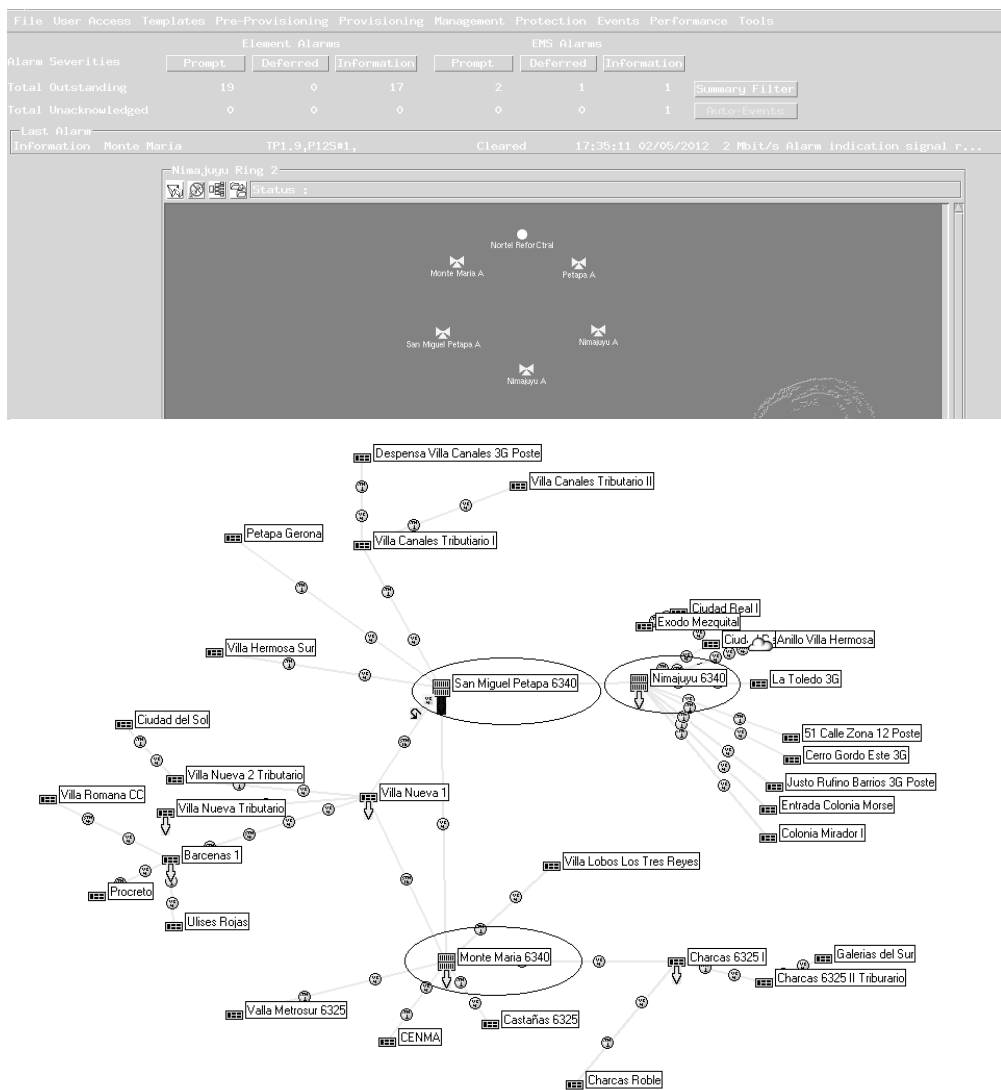 File User Access Templates Pre-Provisioning Provisioning Management Protection Events Performance Tools
Element Alarms EMS Alarms
Alarm Severities Prompt Deferred Information Prompt Deferred Information
Total Outstanding 19 0 17 2 1 1 Summary Filter
Total Unacknowledged 0 0 0 0 0 1 Auto-Events
Last Alarm
Information Monte Maria TP1.9,P12S#1, Cleared 17:35:11 02/05/2012 2 Mbit/s Alarm indication signal r...
Nimajuyu Ring 2
Status :
Nortel ReforCtral
Monte Maria A
Petapa A
San Miguel Petapa A
Nimajuyu A
Nimajuyu A
Despensa Villa Canales 3G Poste
Villa Canales Tributario II
Petapa Gerona
Villa Canales Tributiario I
Ciudad Real I
Exodo Mezquital
Anillo Villa Hermosa
Villa Hermosa Sur
San Miguel Petapa 6340
Nimajuyu 6340
La Toledo 3G
Ciudad del Sol
51 Calle Zona 12 Poste
Cerro Gordo Este 3G
Villa Nueva 2 Tributario
Justo Rufino Barrios 3G Poste
Villa Romana CC
Villa Nueva 1
Villa Nueva Tributario
Entrada Colonia Morse
Colonia Mirador I
Barcenas 1
Villa Lobos Los Tres Reyes
Procreto
Ulises Rojas
Monte Maria 6340
Charcas 6325 I
Galerias del Sur
Charcas 6325 II Triburario
Valla Metrosur 6325
Castañas 6325
CENMA
Charcas Roble